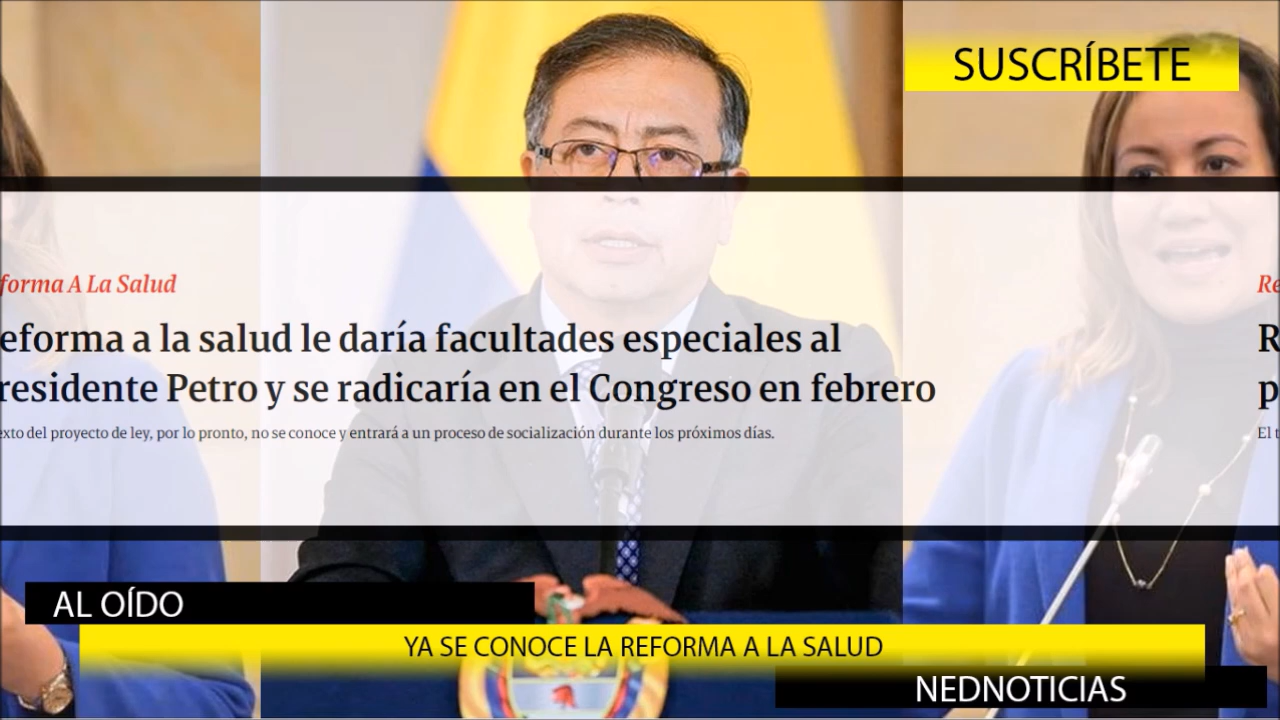 SUSCRÍBETE
forma A La Salud
Re
eforma a la salud le daría facultades especiales al
R
residente Petro y se radicaría en el Congreso en febrero
p
exto del proyecto de ley, por lo pronto, no se conoce y entrará a un proceso de socialización durante los próximos días.
El t
AL OÍDO
YA SE CONOCE LA REFORMA A LA SALUD
NEDNOTICIAS